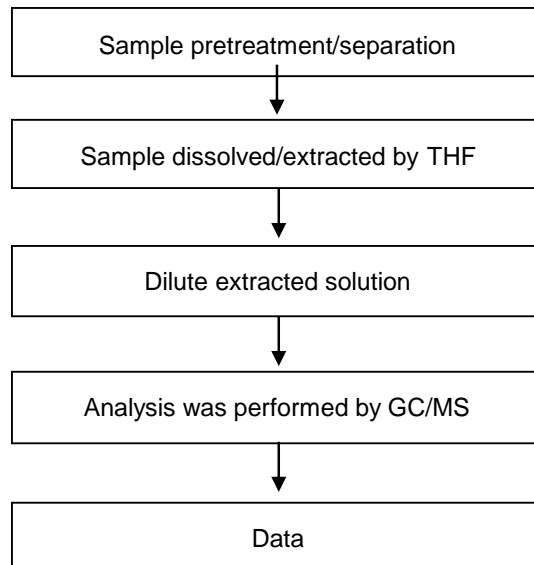 Sample pretreatment/separation
Sample dissolved/extracted by THF
Dilute extracted solution
Analysis was performed by GC/MS
Data